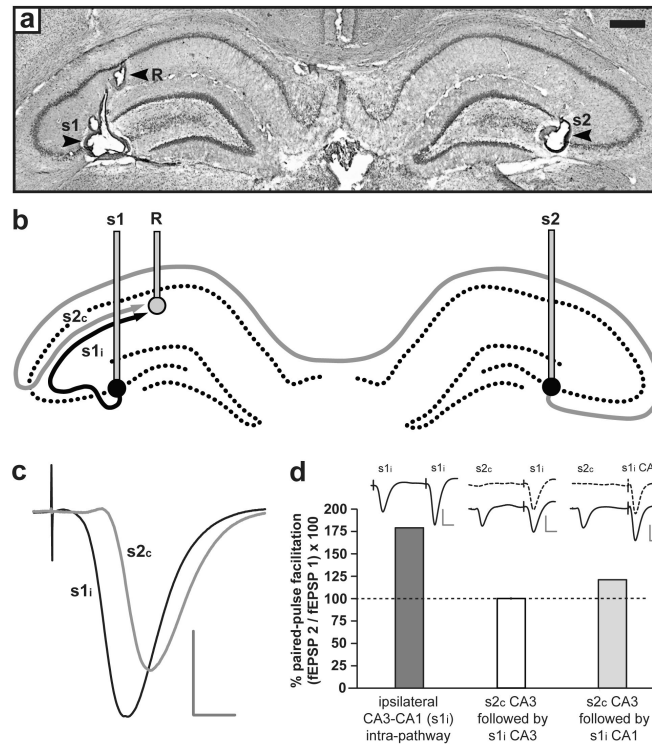 a
R
s1
s2
b
s1
R
s2
s2c
s1i
c
s2c
s1i
d
s1i
s1i
s2c
s1i
s2c
s1i CA
% paired-pulse facilitation
(fEPSP 2 / fEPSP 1) x 100
200
175
150
125
100
75
50
25
0
ipsilateral
CA3-CA1 (s1i)
intra-pathway
s2c CA3
followed by
s1i CA3
s2c CA3
followed by
s1i CA1